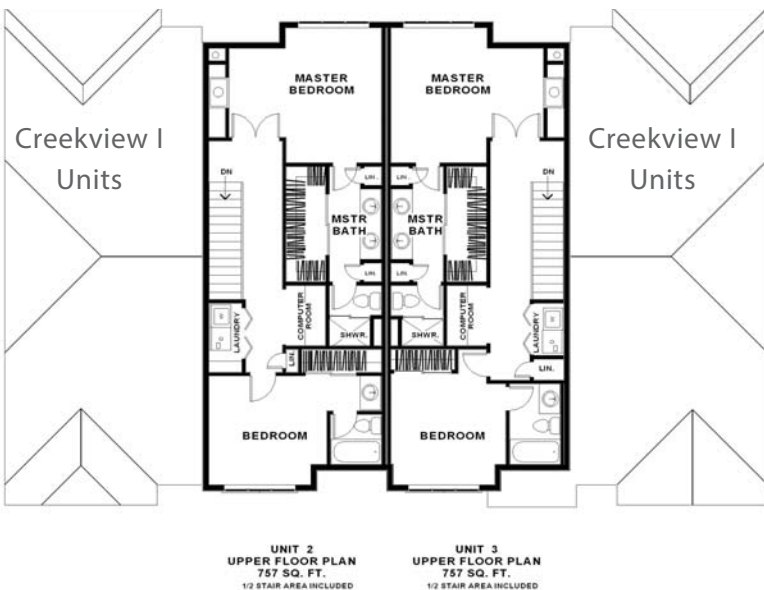 MASTER
BEDROOM
MASTER
BEDROOM
Creekview I
Units
Creekview I
Units
DN
LIN.
LIN.
DN
MSTR
BATH
MSTR
BATH
LIN.
LIN.
COMPUTER
ROOM
COMPUTER
ROOM
W
LAUNDRY
SHWR.
SHWR.
LAUNDRY
W
LIN.
LIN.
BEDROOM
BEDROOM
UNIT 2
UPPER FLOOR PLAN
757 SQ. FT.
1/2 STAIR AREA INCLUDED
UNIT 3
UPPER FLOOR PLAN
757 SQ. FT.
1/2 STAIR AREA INCLUDED